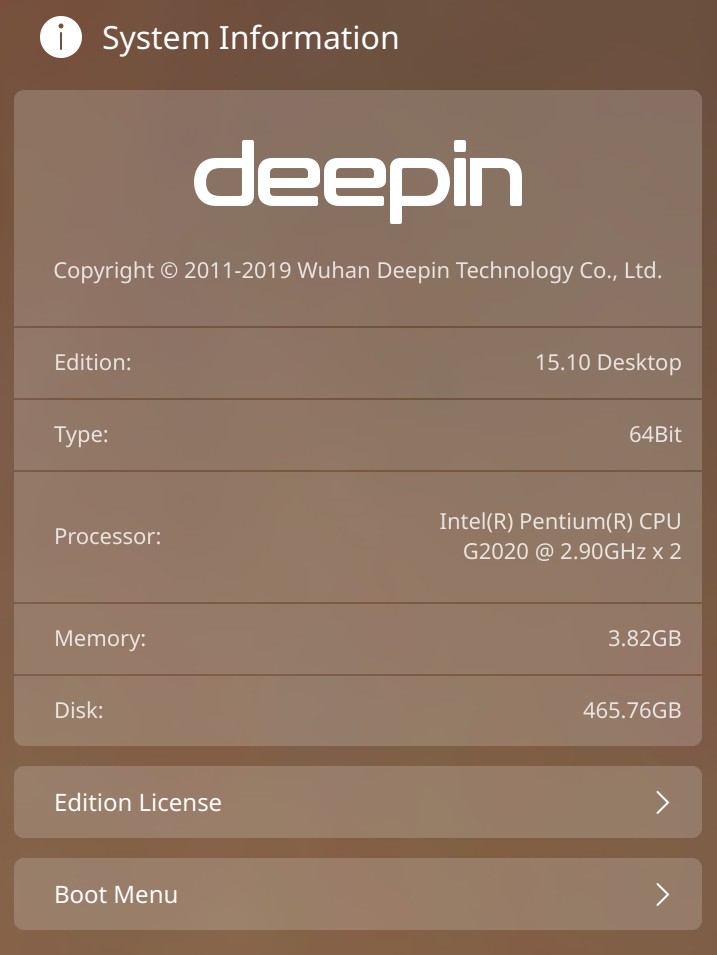 System Information
deepin
Copyright © 2011-2019 Wuhan Deepin Technology Co., Ltd.
Edition: 15.10 Desktop
Type: 64Bit
Processor: Intel(R) Pentium(R) CPU
G2020 @ 2.90GHz x 2
Memory: 3.82GB
Disk: 465.76GB
Edition License
Boot Menu